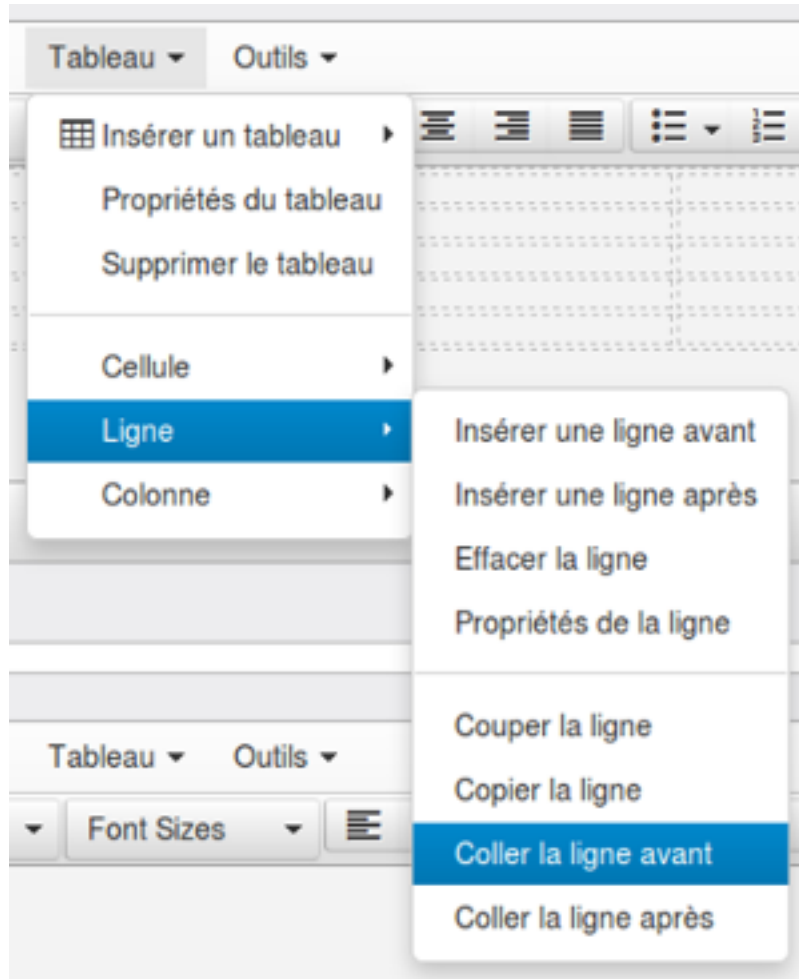 Tableau Outils
Insérer un tableau
Propriétés du tableau
Supprimer le tableau
Cellule
Ligne
Colonne
Insérer une ligne avant
Insérer une ligne après
Effacer la ligne
Propriétés de la ligne
Couper la ligne
Copier la ligne
Coller la ligne avant
Coller la ligne après
Tableau Outils
Font Sizes